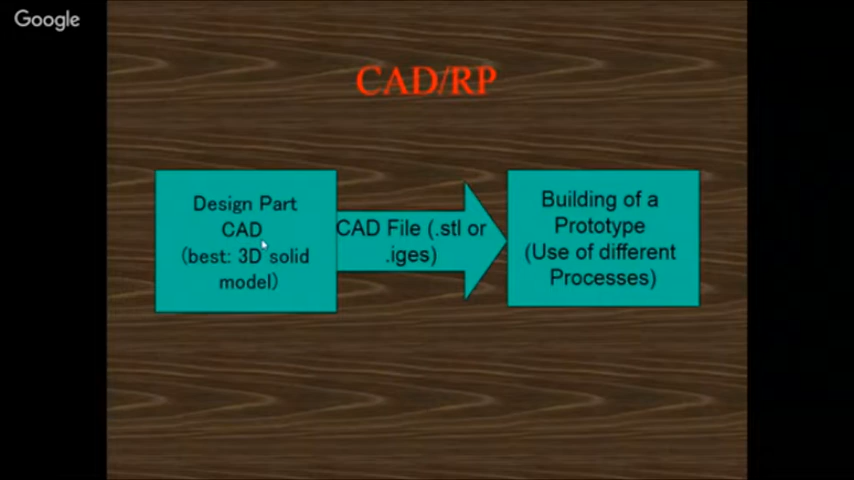 Google
CAD/RP
Design Part
CAD
(best: 3D solid
model)
CAD File (.stl or
.iges)
Building of a
Prototype
(Use of different
Processes)